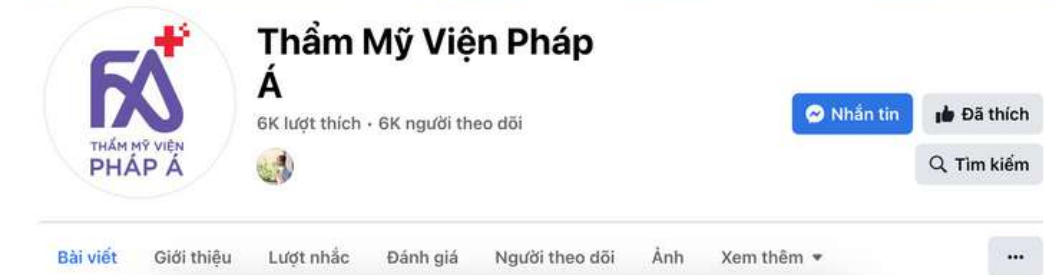 FA
THẨM MỸ VIỆN
PHÁP Á
Thẩm Mỹ Viện Pháp
Á
6K lượt thích · 6K người theo dõi
Nhắn tin
Đã thích
Tìm kiếm
Bài viết Giới thiệu Lượt nhắc Đánh giá Người theo dõi Ảnh Xem thêm